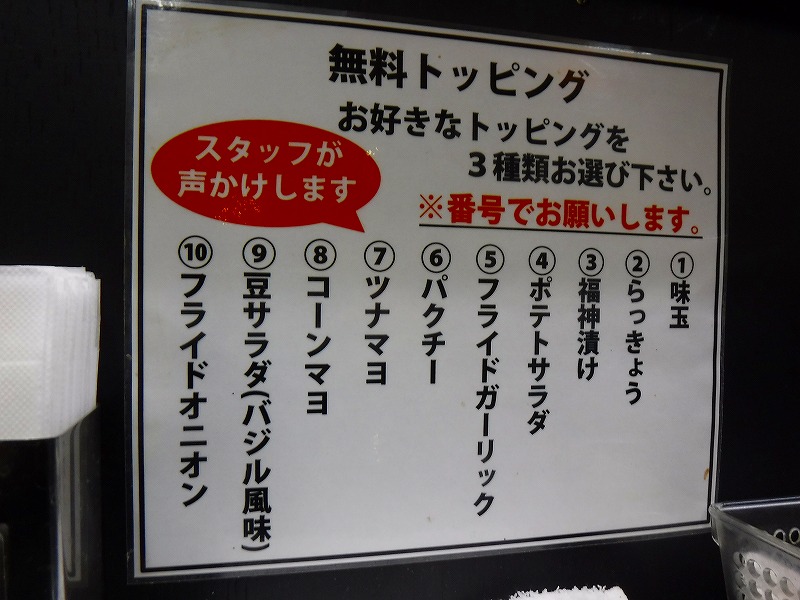 無料トッピング
お好きなトッピングを
3種類お選び下さい。
※番号でお願いします。
スタッフが
声かけします
①味玉
②らっきょう
③福神漬け
④ポテトサラダ
⑤フライドガーリック
⑥パクチー
⑦ツナマヨ
⑧コーンマヨ
⑨豆サラダ(バジル風味)
⑩フライドオニオン